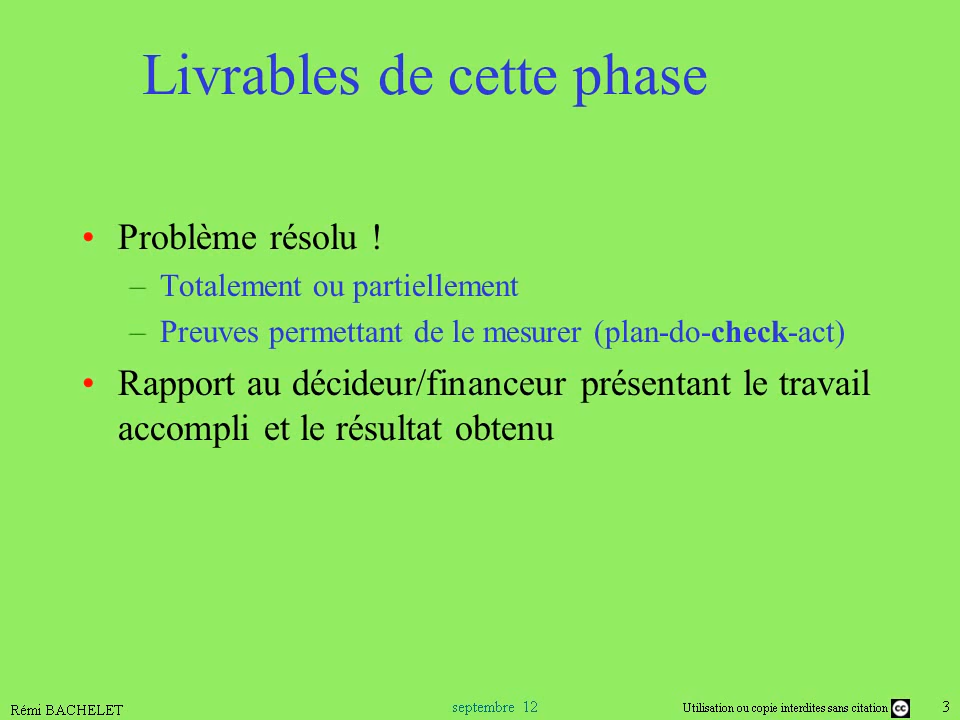 Livrables de cette phase
• Problème résolu !
– Totalement ou partiellement
– Preuves permettant de le mesurer (plan-do-check-act)
• Rapport au décideur/financeur présentant le travail
accompli et le résultat obtenu
Rémi BACHELET
septembre 12
Utilisation ou copie interdites sans citation cc
3